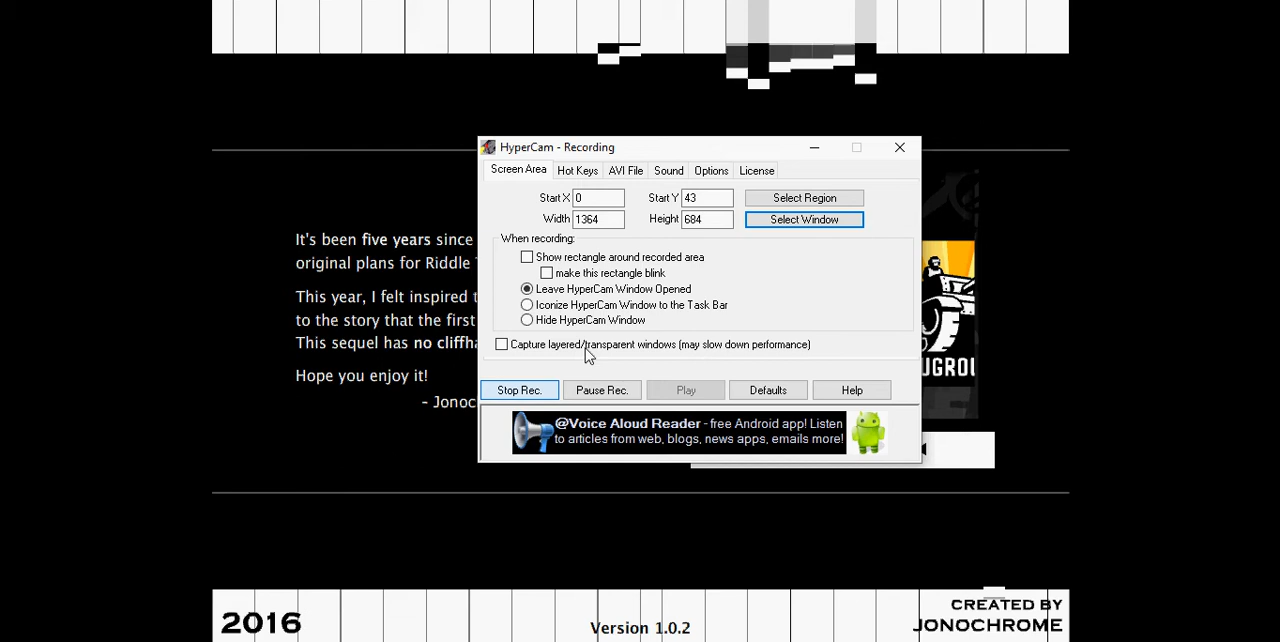 HyperCam - Recording
Screen Area Hot Keys AVI File Sound Options License
Start X 0 Start Y 43 Select Region
Width 1364 Height 684 Select Window
When recording:
Show rectangle around recorded area
make this rectangle blink
Leave HyperCam Window Opened
Iconize HyperCam Window to the Task Bar
Hide HyperCam Window
Capture layered/transparent windows (may slow down performance)
Stop Rec. Pause Rec. Play Defaults Help
@Voice Aloud Reader - free Android app! Listen
to articles from web, blogs, news apps, emails more!
It's been five years since
original plans for Riddle
This year, I felt inspired
to the story that the first
This sequel has no
Hope you enjoy it!
2016
Version 1.0.2
CREATED BY
JONOCHROME